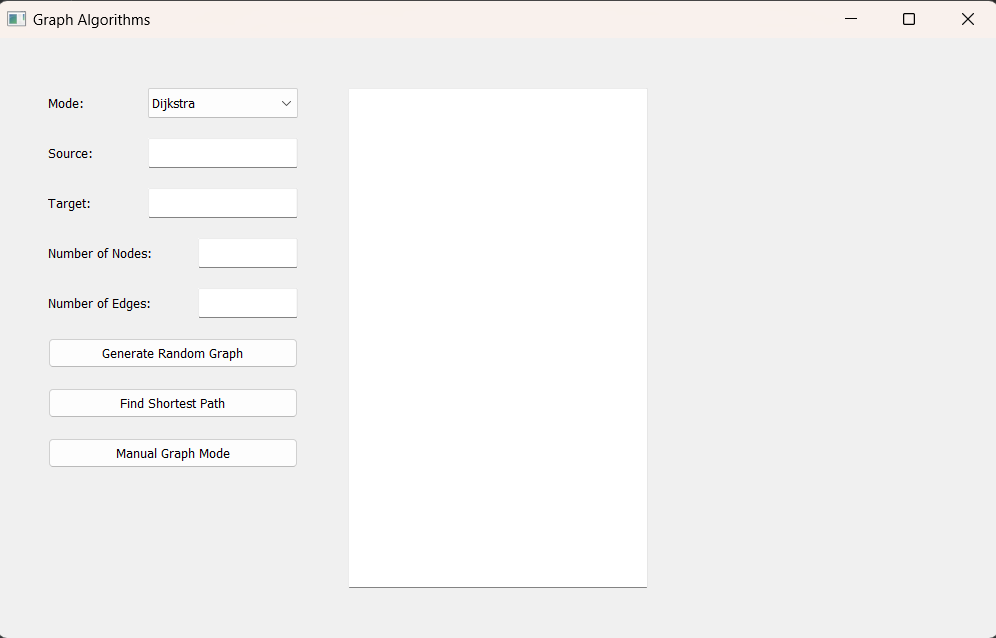 Graph Algorithms
Mode: Dijkstra
Source:
Target:
Number of Nodes:
Number of Edges:
Generate Random Graph
Find Shortest Path
Manual Graph Mode